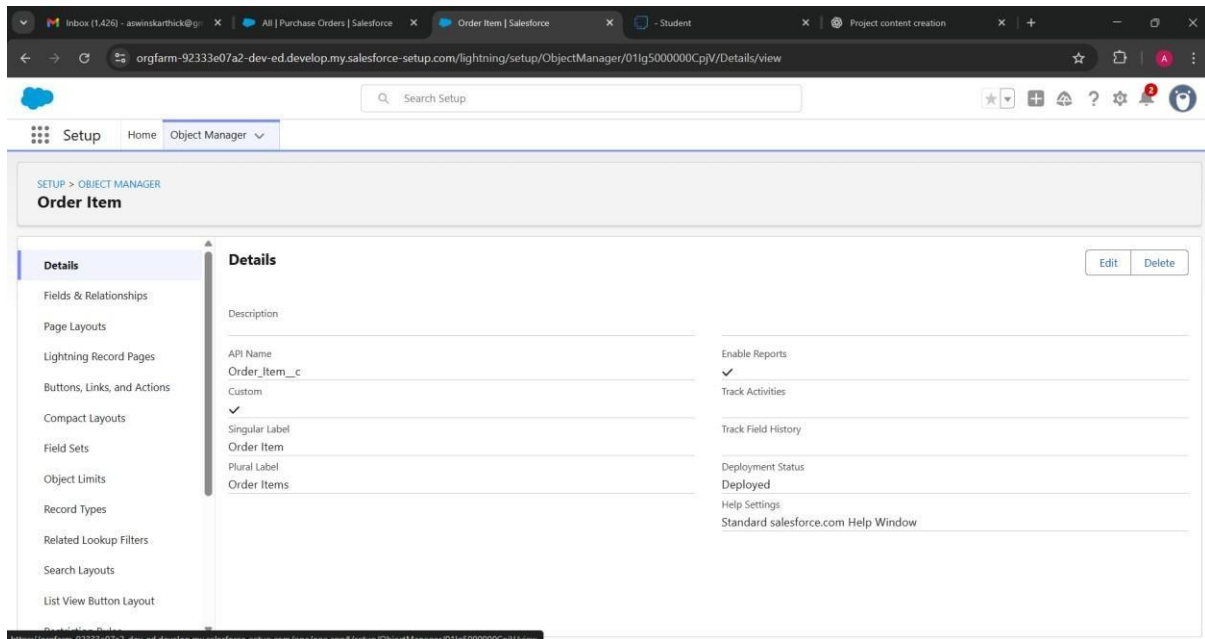 Inbox (1,426) - aswinskarthick@gr
All | Purchase Orders | Salesforce
Order Item | Salesforce
- Student
Project content creation
orgfarm-92333e07a2-dev-ed.develop.my.salesforce-setup.com/lightning/setup/ObjectManager/01Ig5000000CpjV/Details/view
A
Search Setup
2
Setup Home Object Manager
SETUP > OBJECT MANAGER
Order Item
Details
Fields & Relationships
Page Layouts
Lightning Record Pages
Buttons, Links, and Actions
Compact Layouts
Field Sets
Object Limits
Record Types
Related Lookup Filters
Search Layouts
List View Button Layout
Details
Edit Delete
Description
API Name
Order_Item__c
Custom
Singular Label
Order Item
Plural Label
Order Items
Enable Reports
Track Activities
Track Field History
Deployment Status
Deployed
Help Settings
Standard salesforce.com Help Window